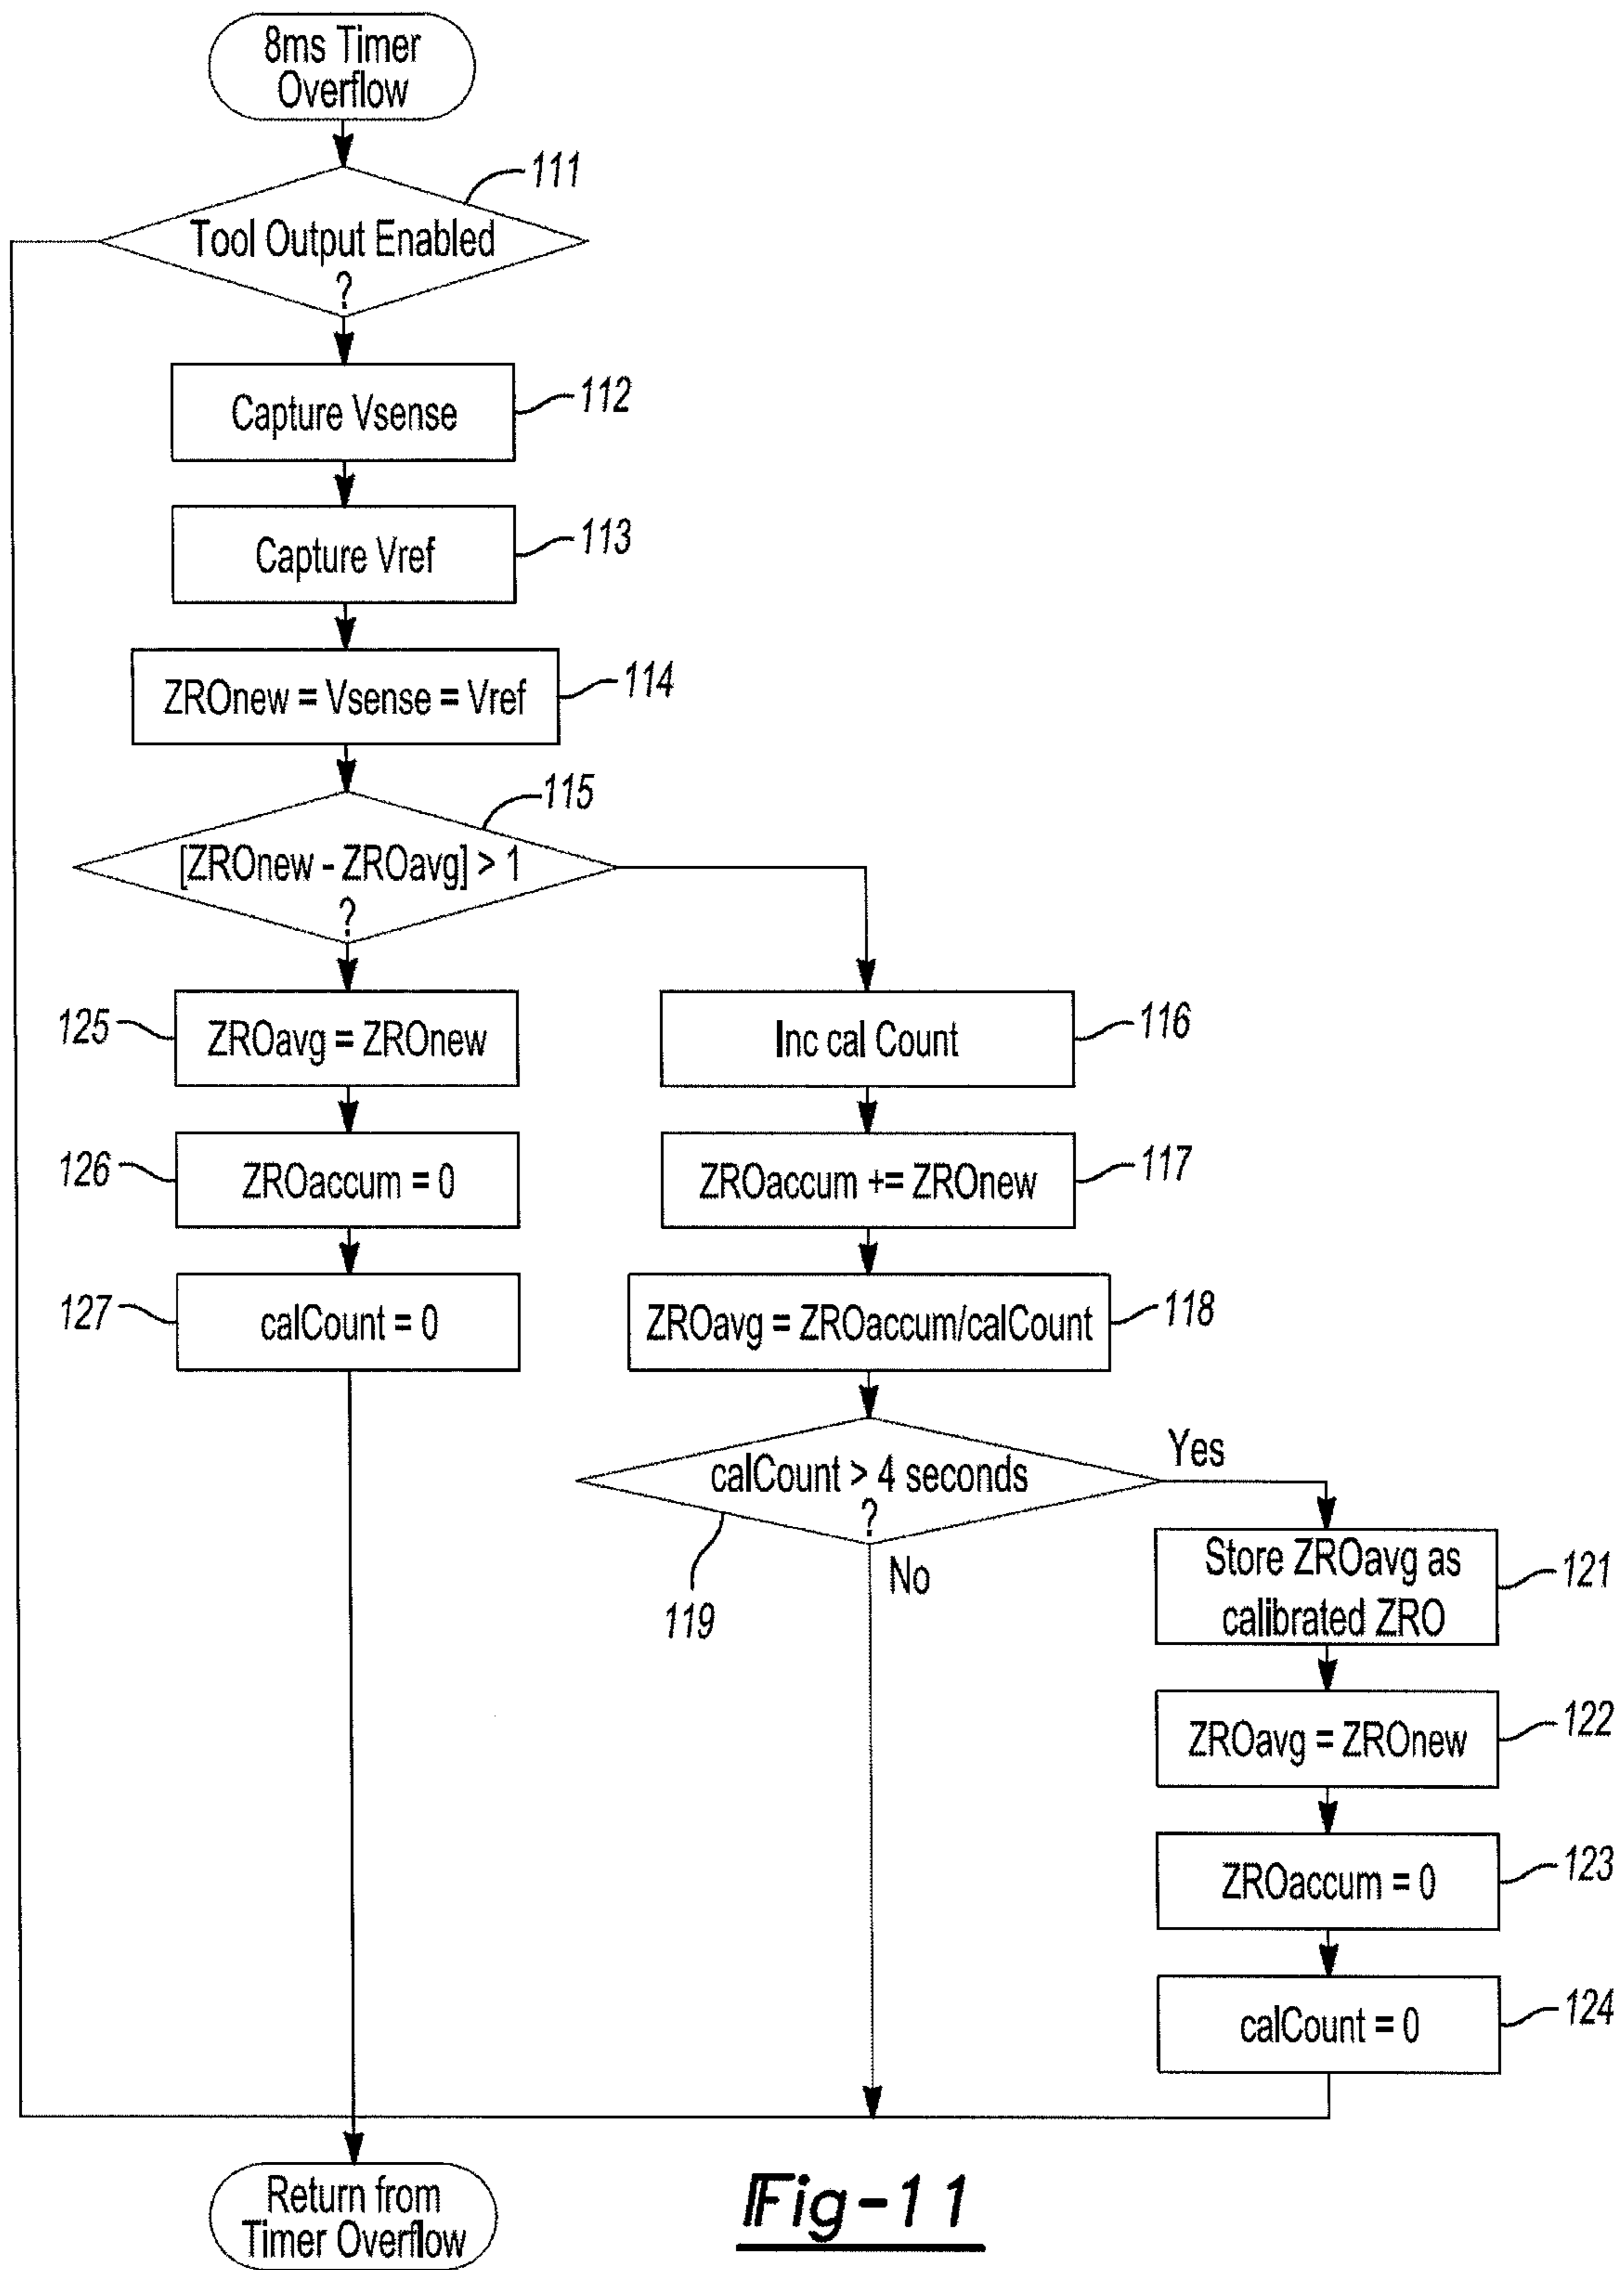 8ms Timer
Overflow
111
Tool Output Enabled
?
Capture Vsense
112
Capture Vref
113
ZROnew = Vsense = Vref
114
115
[ZROnew - ZROavg] > 1
?
125
ZROavg = ZROnew
Inc cal Count
116
126
ZROaccum = 0
ZROaccum += ZROnew
117
127
calCount = 0
ZROavg = ZROaccum/calCount
118
calCount > 4 seconds
?
Yes
No
119
Store ZROavg as
calibrated ZRO
121
ZROavg = ZROnew
122
ZROaccum = 0
123
calCount = 0
124
Return from
Timer Overflow
Fig-11